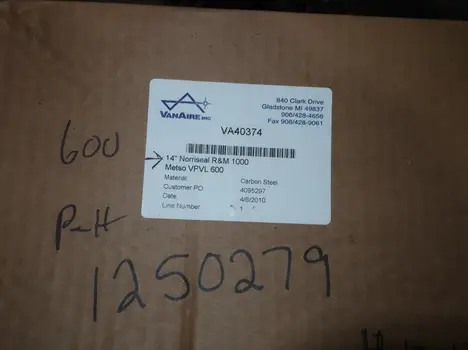 VANAIRE INC
840 Clark Drive
Gladstone MI 49837
906/428-4656
Fax 906/428-9061
VA40374
14" Norriseal R&M 1000
Metso VPVL 600
Material: Carbon Steel
Customer PO 4095297
Date: 4/6/2010
Line Number 1
600
1250279